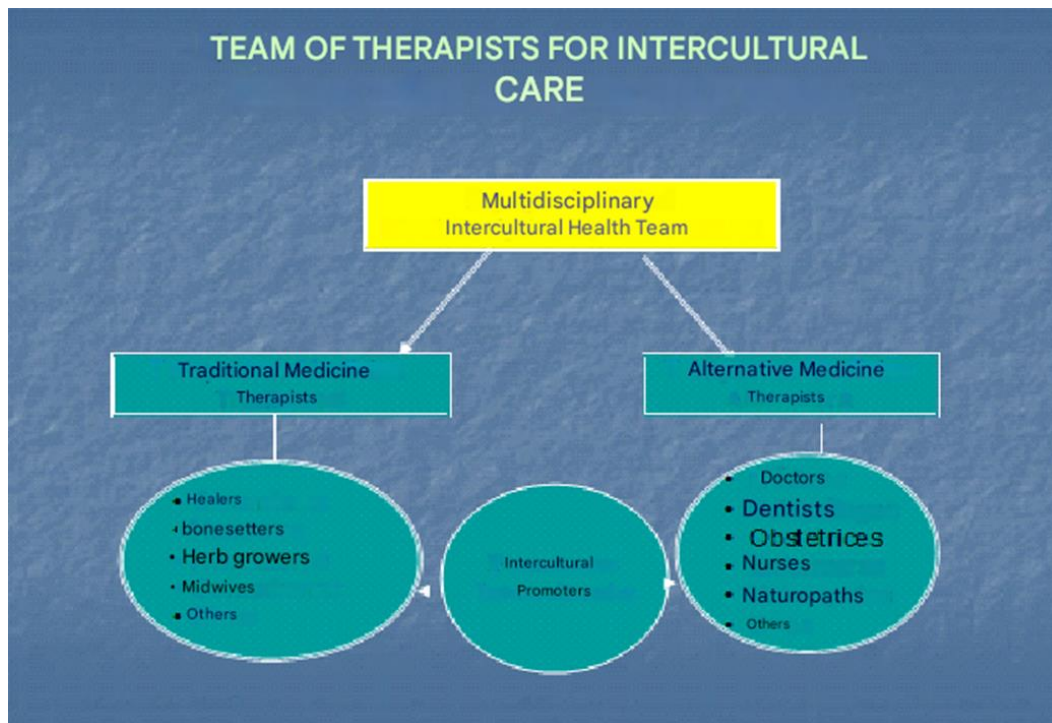 TEAM OF THERAPISTS FOR INTERCULTURAL
CARE
Multidisciplinary
Intercultural Health Team
Traditional Medicine
Therapists
Alternative Medicine
Therapists
• Healers
• bonesetters
• Herb growers
• Midwives
• Others
Intercultural
Promoters
• Doctors
• Dentists
• Obstetrices
• Nurses
• Naturopaths
• Others